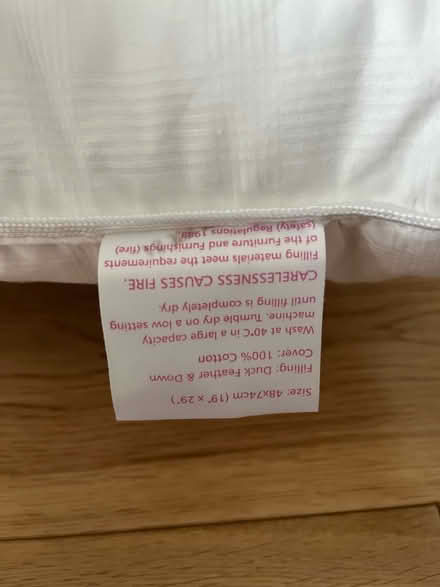 Size: 48x74cm (19" x 29")
Filling: Duck Feather & Down
Cover: 100% Cotton
Wash at 40°C in a large capacity
machine. Tumble dry on a low setting
until filling is completely dry.
CARELESSNESS CAUSES FIRE.
Filling materials meet the requirements
of the Furniture and Furnishings (fire)
(safety) Regulations 1988.